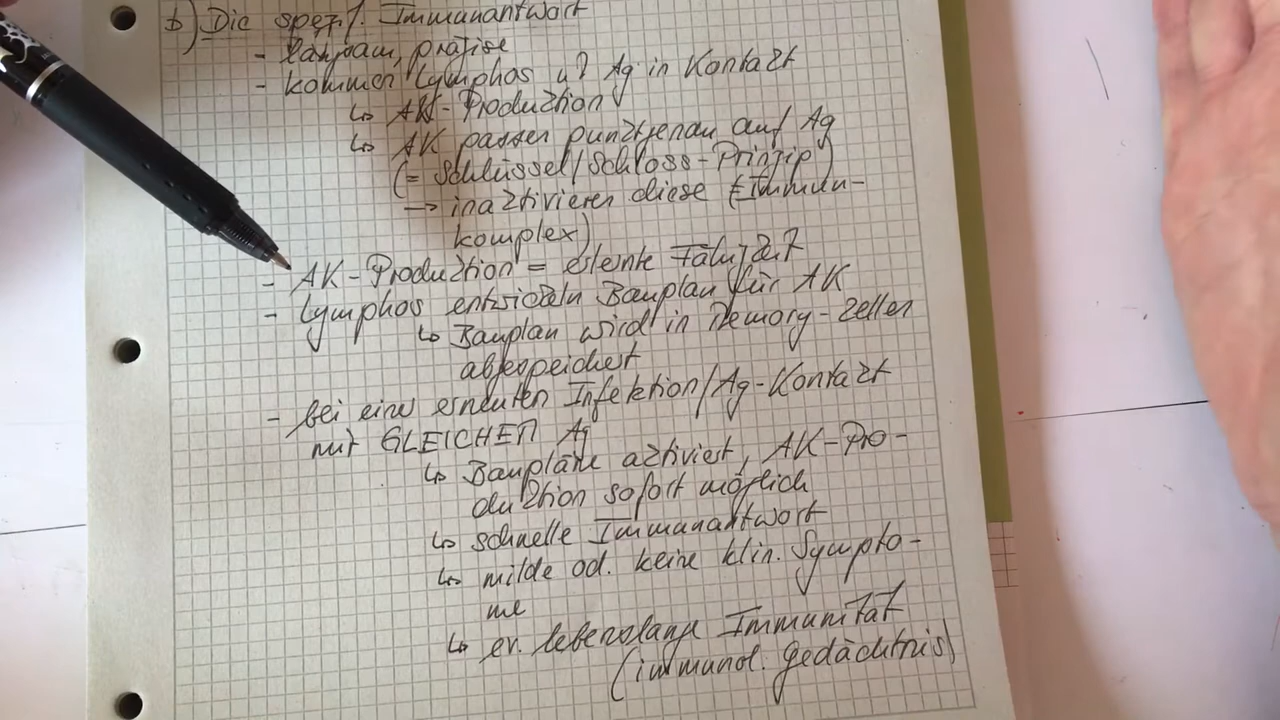 b) Die spezif. Immunantwort
- langsam, präzise
- kommen Lymphos u. Ag in Kontakt
↳ AK-Produktion
↳ AK passen punktgenau auf Ag
(= Schlüssel/Schloss-Prinzip)
→ inaktivieren diese (= Immun-
komplex)
- AK-Produktion = erlernte Fähigkeit
- Lymphos entwickeln Bauplan für AK
↳ Bauplan wird in Memory-Zellen
abgespeichert
- bei einer erneuten Infektion/Ag-Kontakt
mit GLEICHEM Ag
↳ Baupläne aktiviert, AK-Pro-
duktion sofort möglich
↳ schnelle Immunantwort
↳ milde od. keine klin. Sympto-
me
↳ ev. lebenslange Immunität
(immunol. Gedächtnis)